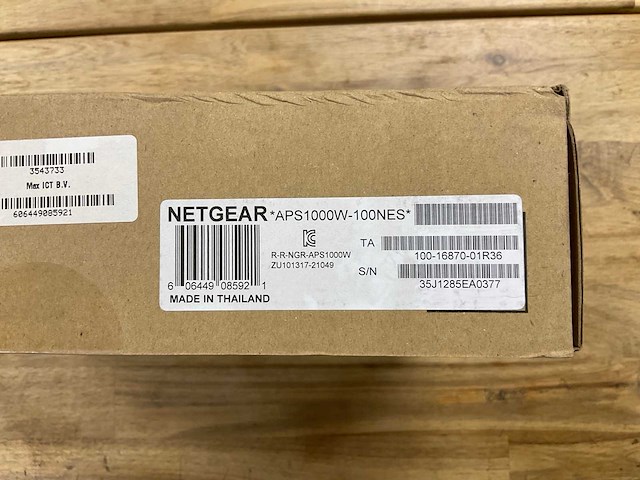 3543733
Max ICT B.V.
606449085921
NETGEAR *APS1000W-100NES*
R-R-NGR-APS1000W
ZU101317-21049
TA
100-16870-01R36
S/N
35J1285EA0377
6 06449 08592 1
MADE IN THAILAND